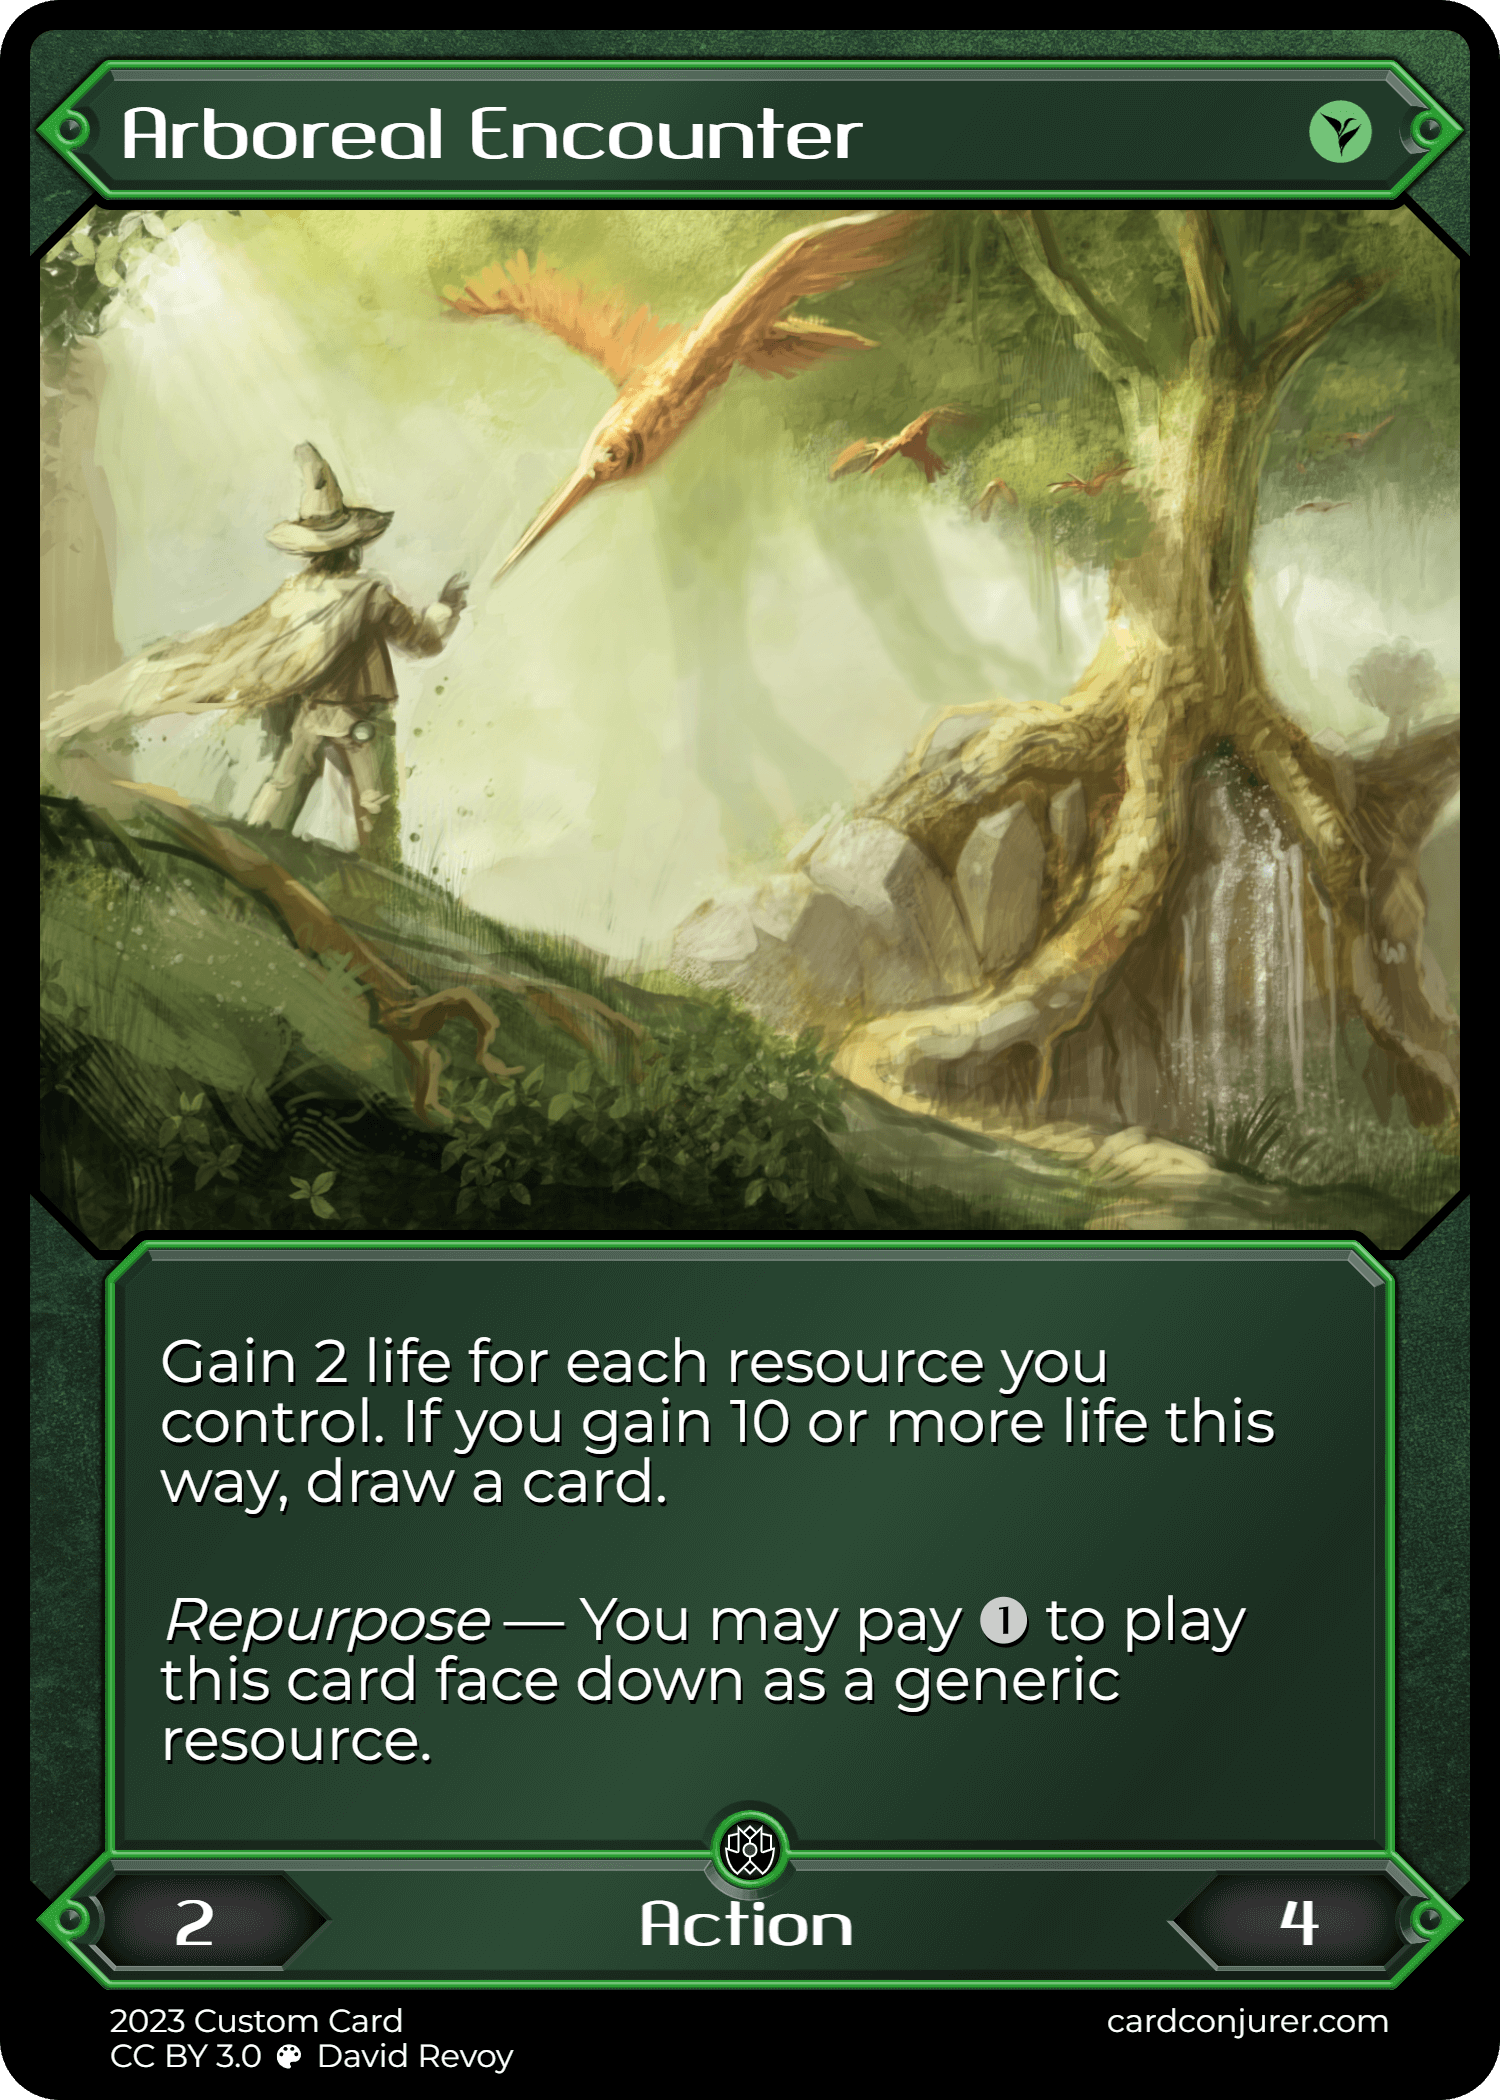 Arboreal Encounter
Gain 2 life for each resource you
control. If you gain 10 or more life this
way, draw a card.
Repurpose — You may pay 1 to play
this card face down as a generic
resource.
2 Action 4
2023 Custom Card cardconjurer.com
CC BY 3.0 David Revoy